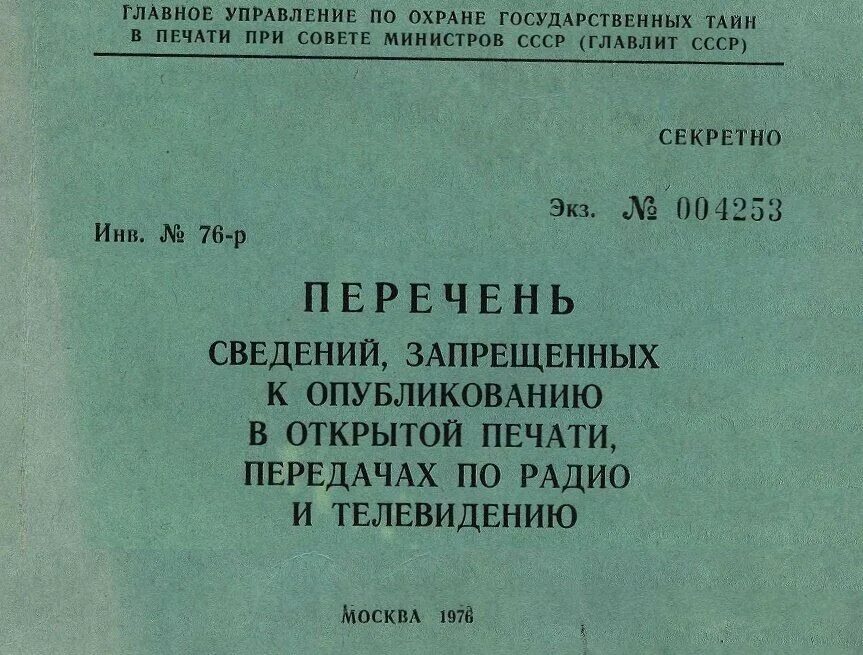 ГЛАВНОЕ УПРАВЛЕНИЕ ПО ОХРАНЕ ГОСУДАРСТВЕННЫХ ТАЙН
В ПЕЧАТИ ПРИ СОВЕТЕ МИНИСТРОВ СССР (ГЛАВЛИТ СССР)
СЕКРЕТНО
Экз. № 004253
Инв. № 76-р
ПЕРЕЧЕНЬ
СВЕДЕНИЙ, ЗАПРЕЩЕННЫХ
К ОПУБЛИКОВАНИЮ
В ОТКРЫТОЙ ПЕЧАТИ,
ПЕРЕДАЧАХ ПО РАДИО
И ТЕЛЕВИДЕНИЮ
МОСКВА 1976